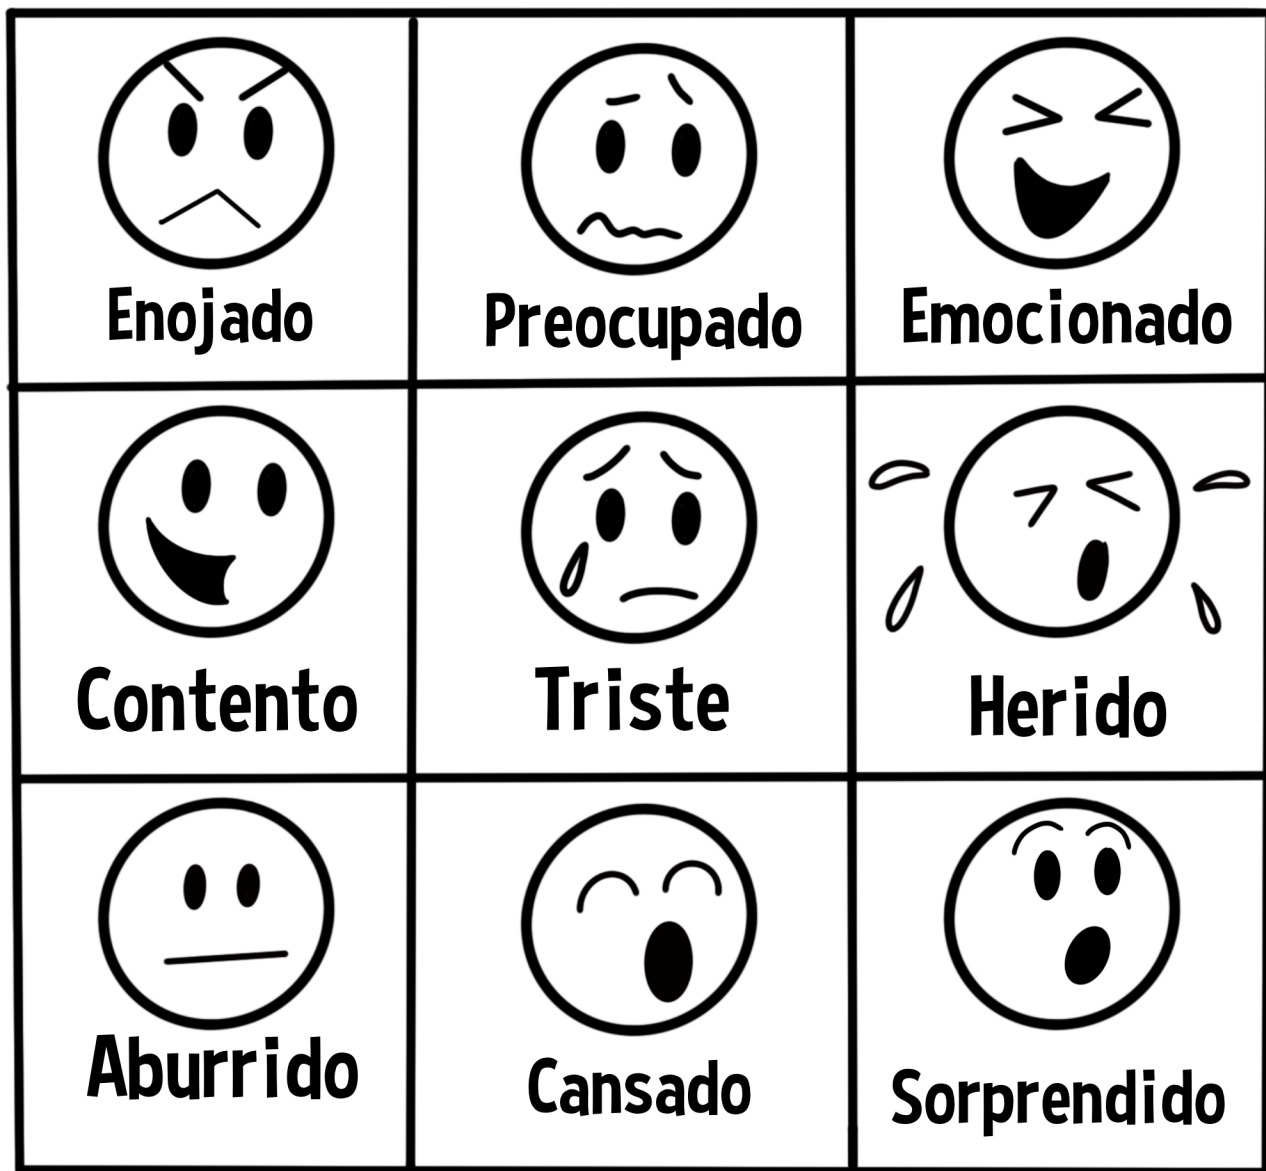 Enojado
Preocupado
Emocionado
Contento
Triste
Herido
Aburrido
Cansado
Sorprendido